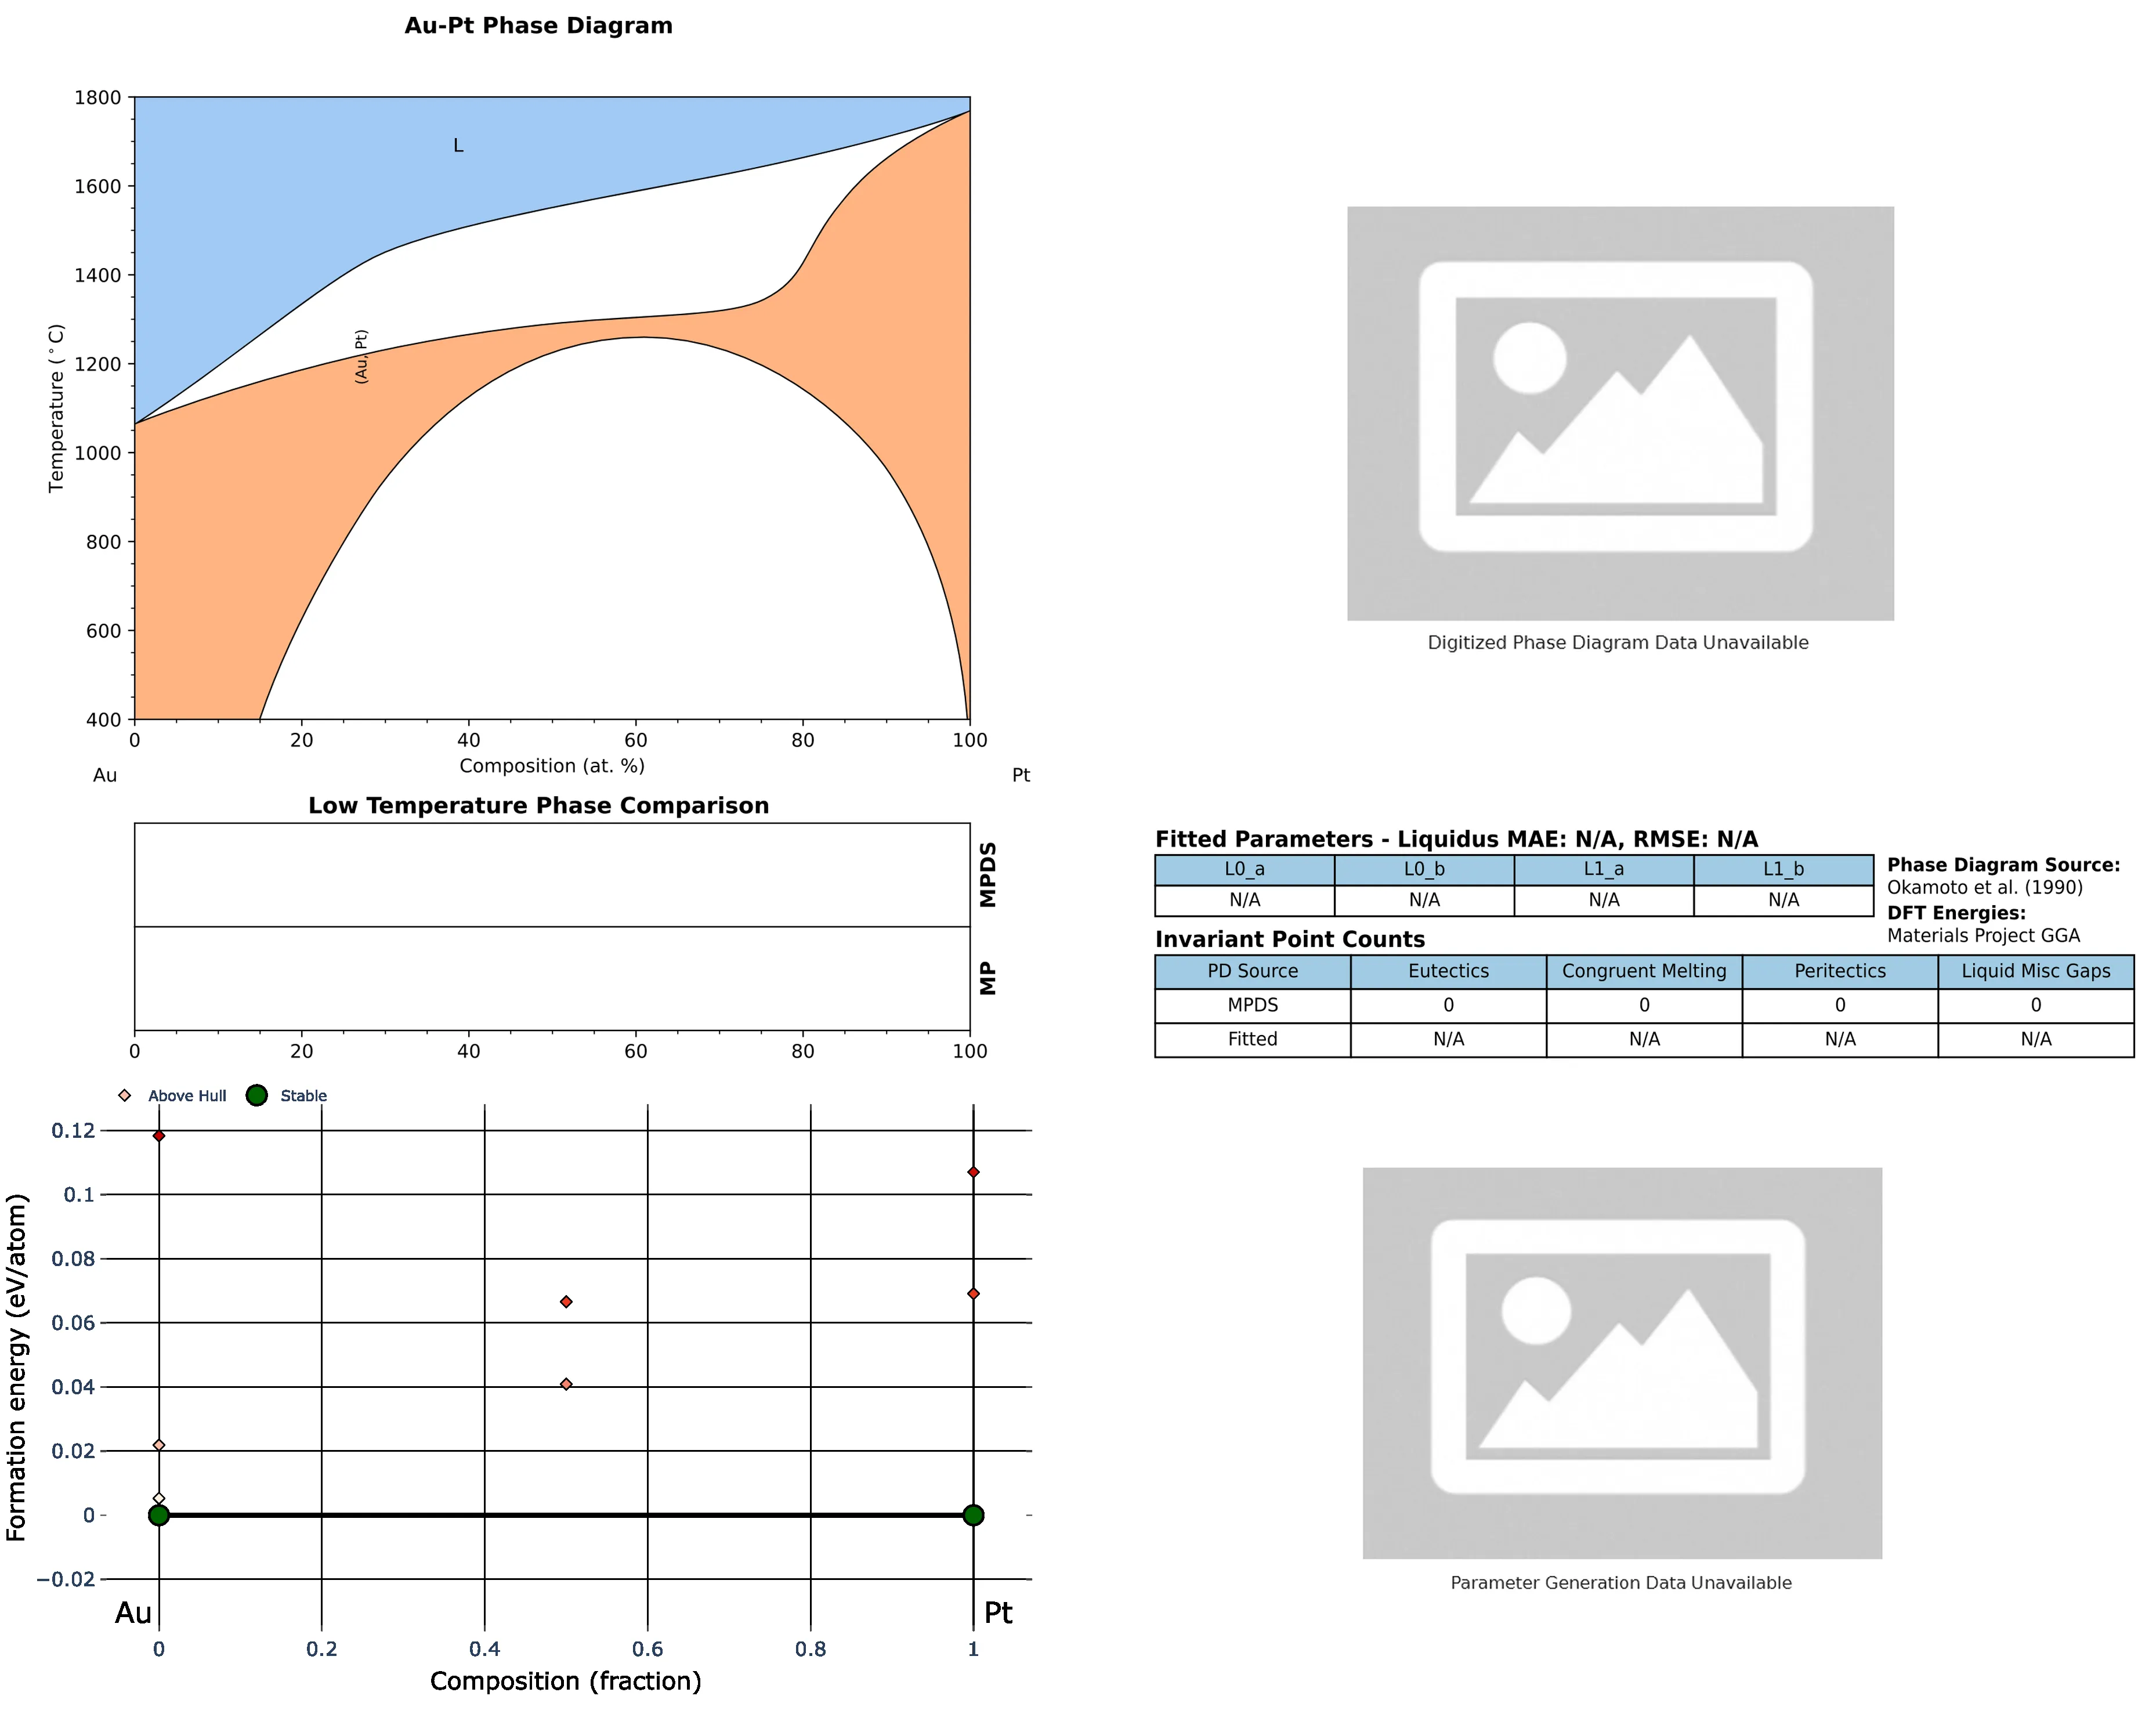 Au-Pt Phase Diagram
1800
1600
1400
1200
1000
800
600
400
Temperature (°C)
L
(Au, Pt)
0 20 40 60 80 100
Composition (at. %)
Au Pt
Digitized Phase Diagram Data Unavailable
Low Temperature Phase Comparison
MPDS
MP
0 20 40 60 80 100
Fitted Parameters - Liquidus MAE: N/A, RMSE: N/A
L0_a L0_b L1_a L1_b
N/A N/A N/A N/A
Phase Diagram Source:
Okamoto et al. (1990)
DFT Energies:
Materials Project GGA
Invariant Point Counts
PD Source Eutectics Congruent Melting Peritectics Liquid Misc Gaps
MPDS 0 0 0 0
Fitted N/A N/A N/A N/A
Above Hull Stable
0.12
0.1
0.08
0.06
0.04
0.02
0
−0.02
Formation energy (eV/atom)
Au Pt
0 0.2 0.4 0.6 0.8 1
Composition (fraction)
Parameter Generation Data Unavailable